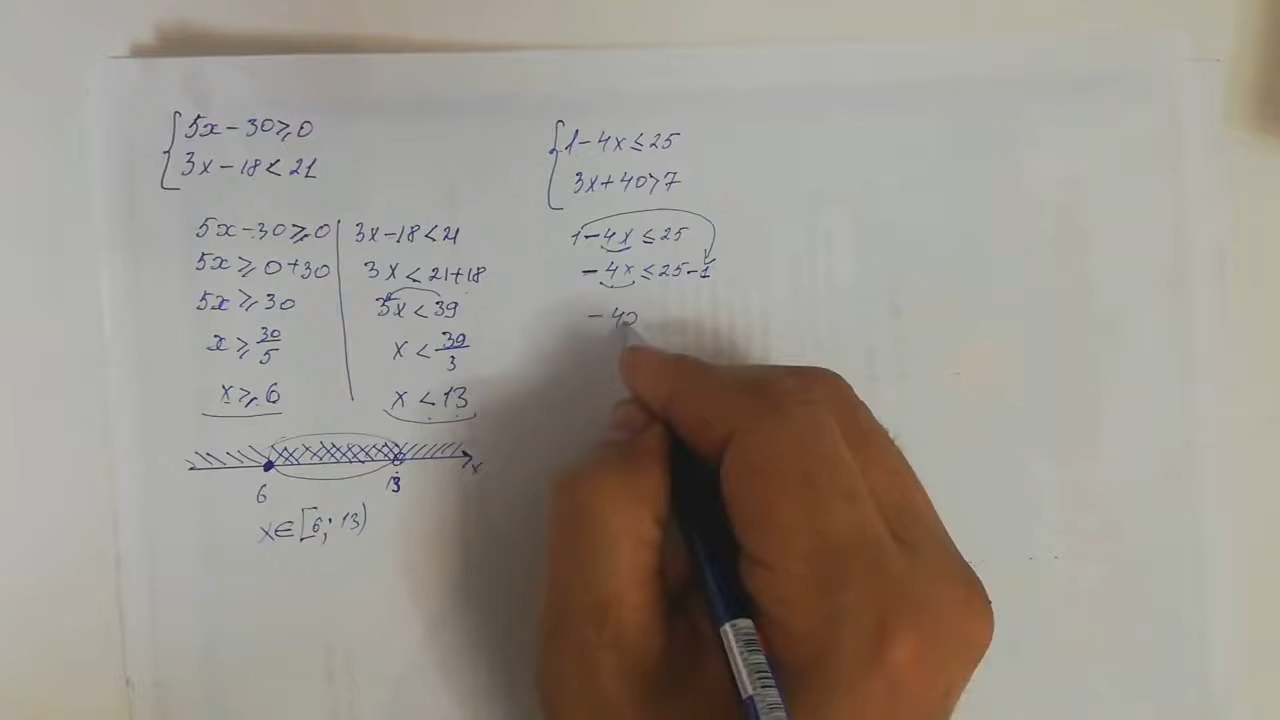 5x-30≥0
3x-18<21
5x-30≥0
5x≥0+30
5x≥30
x≥30/5
x≥6
3x-18<21
3x<21+18
3x<39
x<39/3
x<13
6 13 x
x∈[6;13)
1-4x≤25
3x+40>7
1-4x≤25
-4x≤25-1
-4